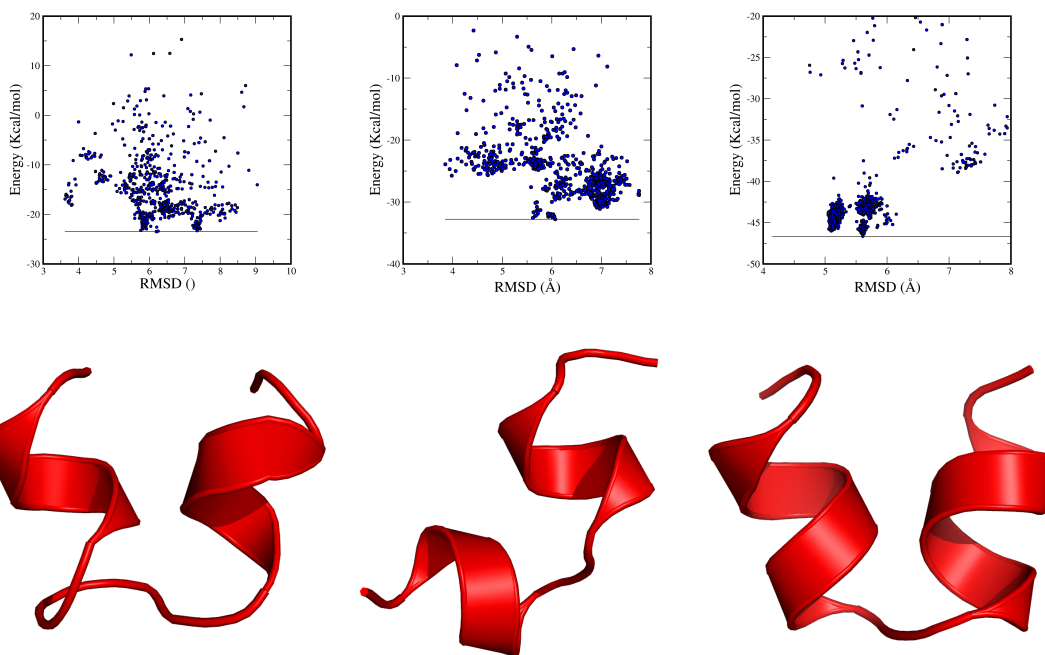 20
10
0
-10
-20
-30
Energy (Kcal/mol)
3 4 5 6 7 8 9 10
RMSD ()
0
-10
-20
-30
-40
Energy (Kcal/mol)
3 4 5 6 7 8
RMSD (Å)
-20
-25
-30
-35
-40
-45
-50
Energy (Kcal/mol)
4 5 6 7 8
RMSD (Å)